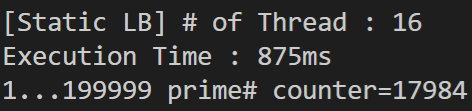 [Static LB] # of Thread : 16
Execution Time : 875ms
1...199999 prime# counter=17984